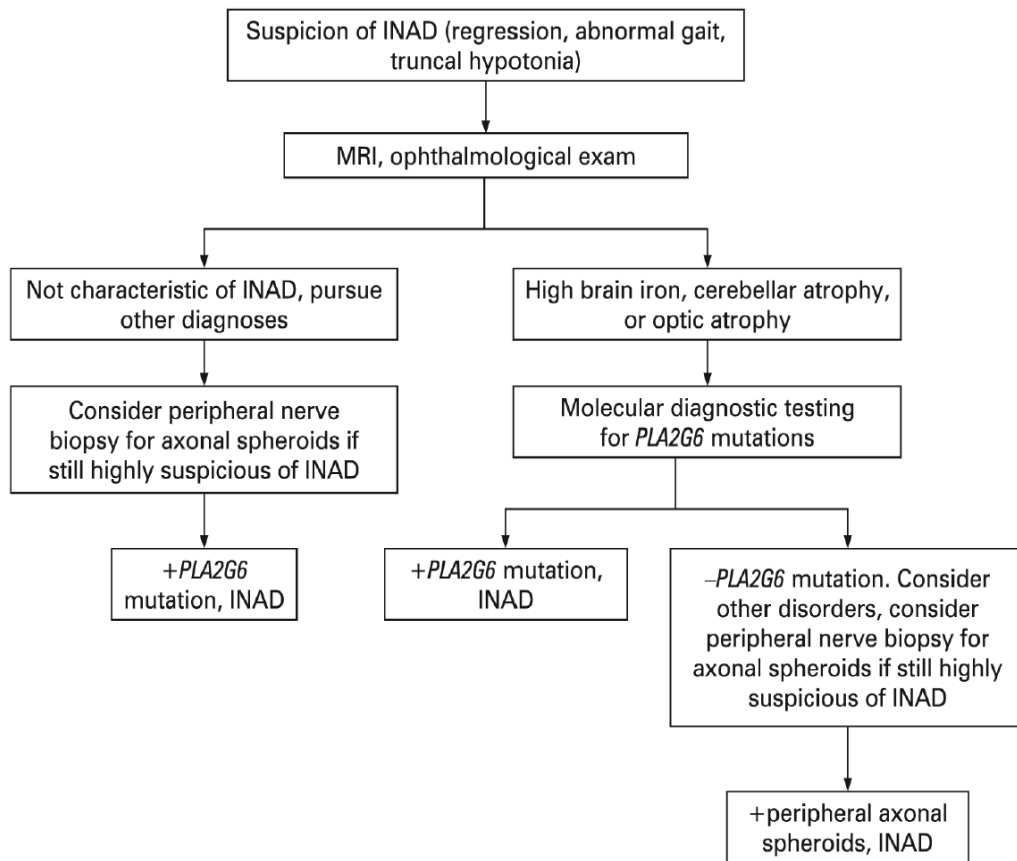 Suspicion of INAD (regression, abnormal gait,
truncal hypotonia)
MRI, ophthalmological exam
Not characteristic of INAD, pursue
other diagnoses
High brain iron, cerebellar atrophy,
or optic atrophy
Consider peripheral nerve
biopsy for axonal spheroids if
still highly suspicious of INAD
Molecular diagnostic testing
for PLA2G6 mutations
+PLA2G6
mutation, INAD
+PLA2G6 mutation,
INAD
–PLA2G6 mutation. Consider
other disorders, consider
peripheral nerve biopsy for
axonal spheroids if still highly
suspicious of INAD
+peripheral axonal
spheroids, INAD